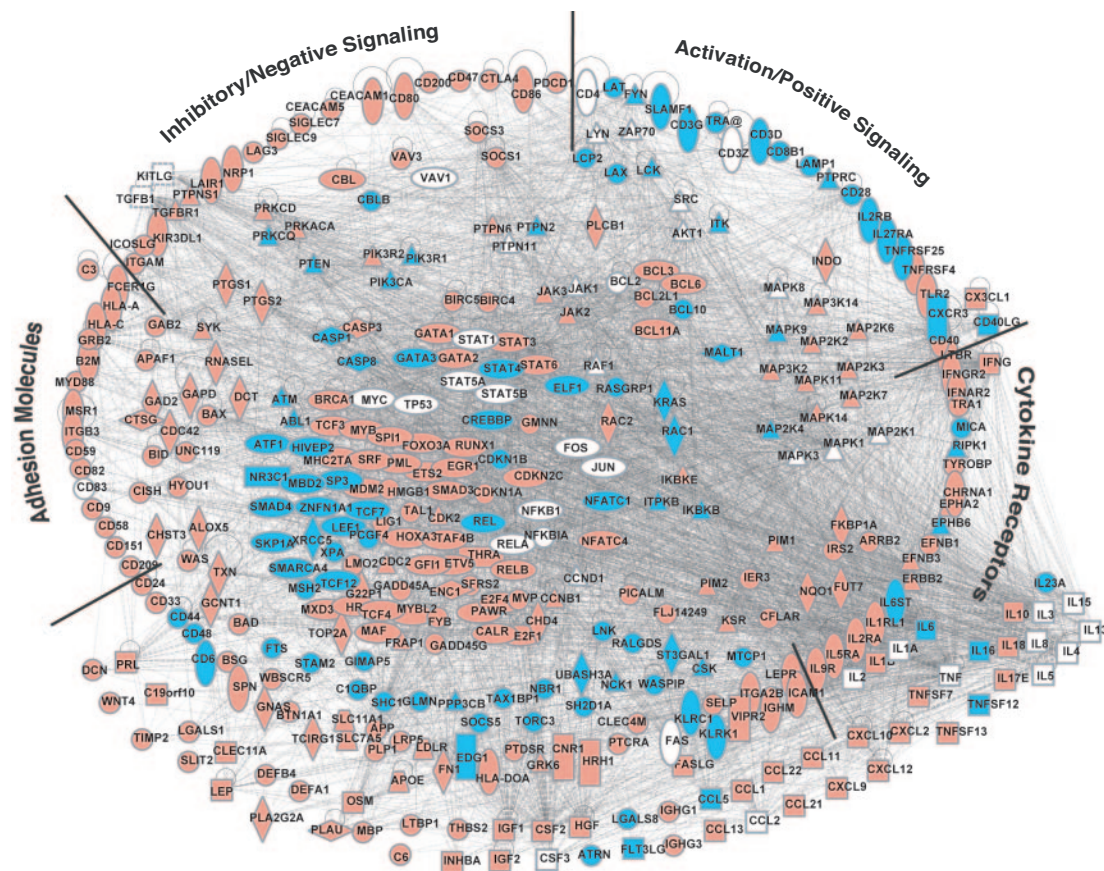 Inhibitory/Negative Signaling
Activation/Positive Signaling
Adhesion Molecules
Cytokine Receptors
CEACAM1
CD80
CD200
CD47
CTLA4
CD86
PDCD1
CD4
LAT
FYN
SLAMF1
CD3G
TRA@
CD3Z
CD3D
CD8B1
LAMP1
PTPRC
CD28
IL2RB
IL27RA
TNFRSF25
TNFRSF4
TLR2
CXCR3
CD40
CX3CL1
CD40LG
CEACAM5
SIGLEC7
SIGLEC9
LAG3
NRP1
LAIR1
PTPNS1
KITLG
TGFB1
TGFBR1
KIR3DL1
SOCS3
SOCS1
VAV3
VAV1
CBL
CBLB
LYN
ZAP70
LCP2
LAX
LCK
SRC
ITK
AKT1
PRKCD
PRKACA
PRKCQ
PTEN
PIK3R2
PIK3R1
PIK3CA
PTPN6
PTPN2
PTPN11
PLCB1
INDO
ICOSLG
ITGAM
C3
FCER1G
HLA-A
HLA-C
GRB2
B2M
MYD88
MSR1
ITGB3
CD59
CD82
CD83
CD9
CD58
CD151
CD209
CD24
CD33
CD44
CD48
CD6
PTGS1
PTGS2
GAB2
SYK
APAF1
RNASEL
GAD2
GAPD
DCT
CTSG
BAX
CDC42
BID
UNC119
CISH
HYOU1
CHST3
ALOX5
WAS
TXN
GCNT1
BAD
BCL3
BCL2
BCL6
BCL2L1
BCL10
BCL11A
BIRC5
BIRC4
JAK3
JAK1
JAK2
CASP3
CASP1
CASP8
GATA1
GATA3
GATA2
STAT1
STAT3
STAT4
STAT6
STAT5A
STAT5B
RAF1
ELF1
RASGRP1
KRAS
RAC2
RAC1
MALT1
MAPK8
MAP3K14
MAPK9
MAP2K6
MAP2K2
MAP3K2
MAP2K3
MAPK11
MAP2K7
MAPK14
MAP2K4
MAP2K1
MAPK1
MAPK3
ATM
ABL1
BRCA1
MYC
TP53
CREBBP
GMNN
TCF3
MYB
SPI1
FOXO3A
RUNX1
FOS
JUN
ATF1
HIVEP2
MHC2TA
SRF
PML
EGR1
ETS2
CDKN1B
CDKN2C
NR3C1
MBD2
SP3
MDM2
HMGB1
SMAD3
CDKN1A
SMAD4
ZNFN1A1
TCF7
TAL1
NFATC1
ITPKB
IKBKE
IKBKB
NFKB1
NFKBIA
REL
RELA
RELB
NFATC4
LIG1
CDK2
LEF1
PCGF4
HOXA3
TAF4B
SKP1A
XRCC5
XPA
THRA
LMO2
CDC2
GFI1
ETV5
SMARCA4
TCF12
MSH2
G22P1
GADD45A
ENC1
SFRS2
E2F4
MVP
CCNB1
CCND1
MXD3
HR
TCF4
MYBL2
FYB
PAWR
CHD4
TOP2A
MAF
FRAP1
GADD45G
CALR
E2F1
PIM1
PIM2
PICALM
FLJ14249
IER3
KSR
CFLAR
FKBP1A
IRS2
ARRB2
NQO1
FUT7
ERBB2
LTBR
IFNG
IFNGR2
IFNAR2
TRA1
MICA
RIPK1
TYROBP
CHRNA1
EPHA2
EPHB6
EFNB1
EFNB3
IL6ST
IL1RL1
IL2RA
IL5RA
IL9R
LEPR
IL6
IL1A
IL1B
IL2
IL23A
IL15
IL10
IL3
IL13
IL16
IL18
IL8
IL4
IL17E
IL5
TNF
TNFSF7
TNFSF12
TNFSF13
CXCL10
CXCL2
CCL11
CXCL12
CCL22
CXCL9
CCL1
CCL21
CCL5
CCL13
CCL2
LNK
RALGDS
ST3GAL1
CSK
MTCP1
UBASH3A
NCK1
WASPIP
NBR1
SH2D1A
SELP
ITGA2B
ICAM1
VIPR2
IGHM
CLEC4M
KLRC1
KLRK1
PTCRA
FAS
FASLG
FTS
STAM2
GIMAP5
C1QBP
SHC1
GLMN
PPP3CB
TAX1BP1
SOCS5
TORC3
BSG
SPN
WBSCR5
GNAS
BTN1A1
SLC11A1
APP
TCIRG1
SLC7A5
PLP1
LRP5
LDLR
EDG1
FN1
HLA-DOA
PTDSR
GRK6
CNR1
HRH1
APOE
DCN
PRL
WNT4
C19orf10
LGALS1
TIMP2
CLEC11A
SLIT2
DEFB4
LEP
DEFA1
OSM
PLA2G2A
PLAU
MBP
LTBP1
THBS2
IGF1
CSF2
HGF
LGALS8
IGHG1
IGHG3
C6
INHBA
IGF2
CSF3
ATRN
FLT3LG